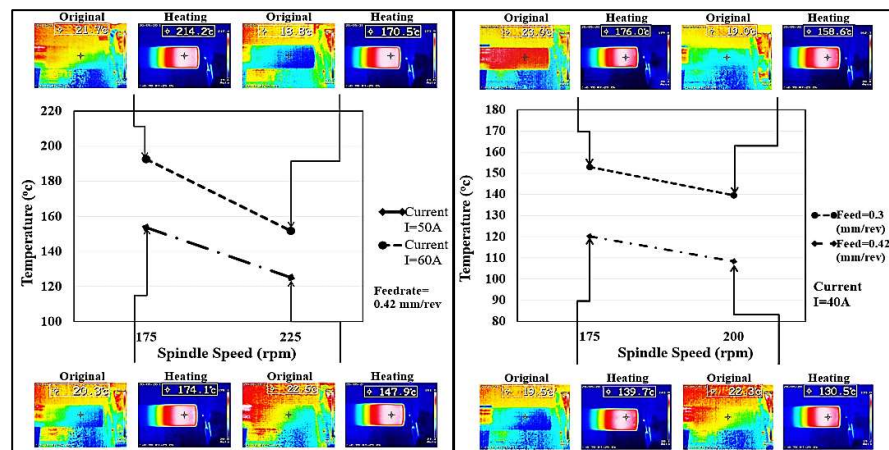 Original
Heating
Original
Heating
21.7°c
214.2°c
18.8°c
170.5°c
220
200
180
160
140
120
100
Temperature (°c)
175
225
Spindle Speed (rpm)
Current
I=50A
Current
I=60A
Feedrate=
0.42 mm/rev
Original
Heating
Original
Heating
20.3°c
174.1°c
22.5°c
147.9°c
Original
Heating
Original
Heating
176.0°c
19.0°c
158.6°c
180
170
160
150
140
130
120
110
100
90
80
Temperature (°c)
175
200
Spindle Speed (rpm)
Feed=0.3
(mm/rev)
Feed=0.42
(mm/rev)
Current
I=40A
Original
Heating
Original
Heating
19.5°c
139.7°c
22.3°c
130.5°c